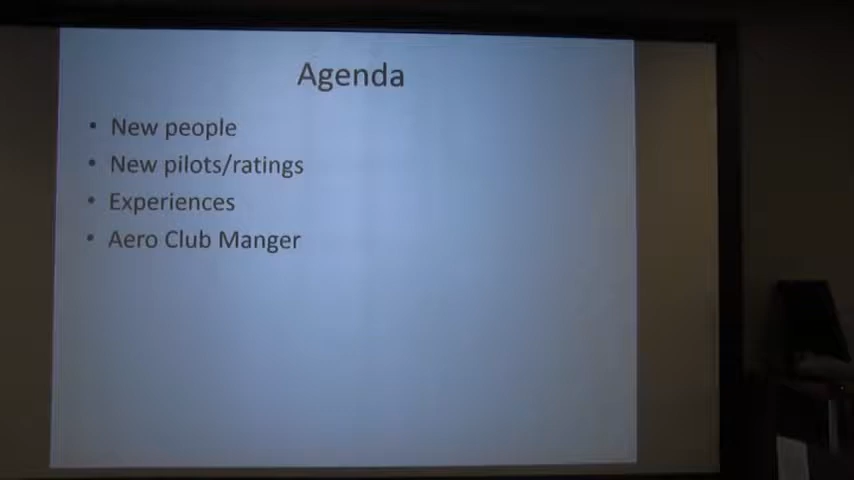 Agenda
• New people
• New pilots/ratings
• Experiences
• Aero Club Manger